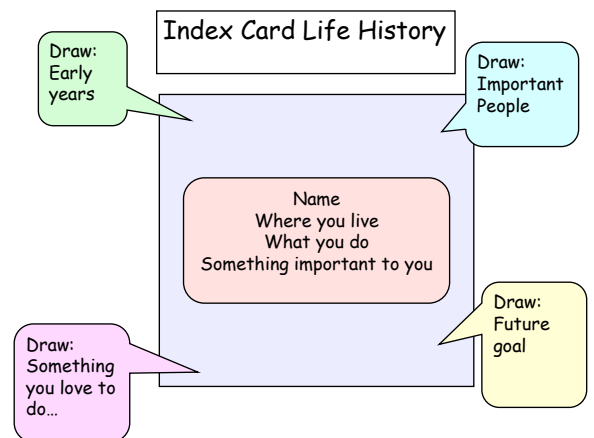 Index Card Life History
Draw:
Early
years
Draw:
Important
People
Name
Where you live
What you do
Something important to you
Draw:
Something
you love to
do…
Draw:
Future
goal